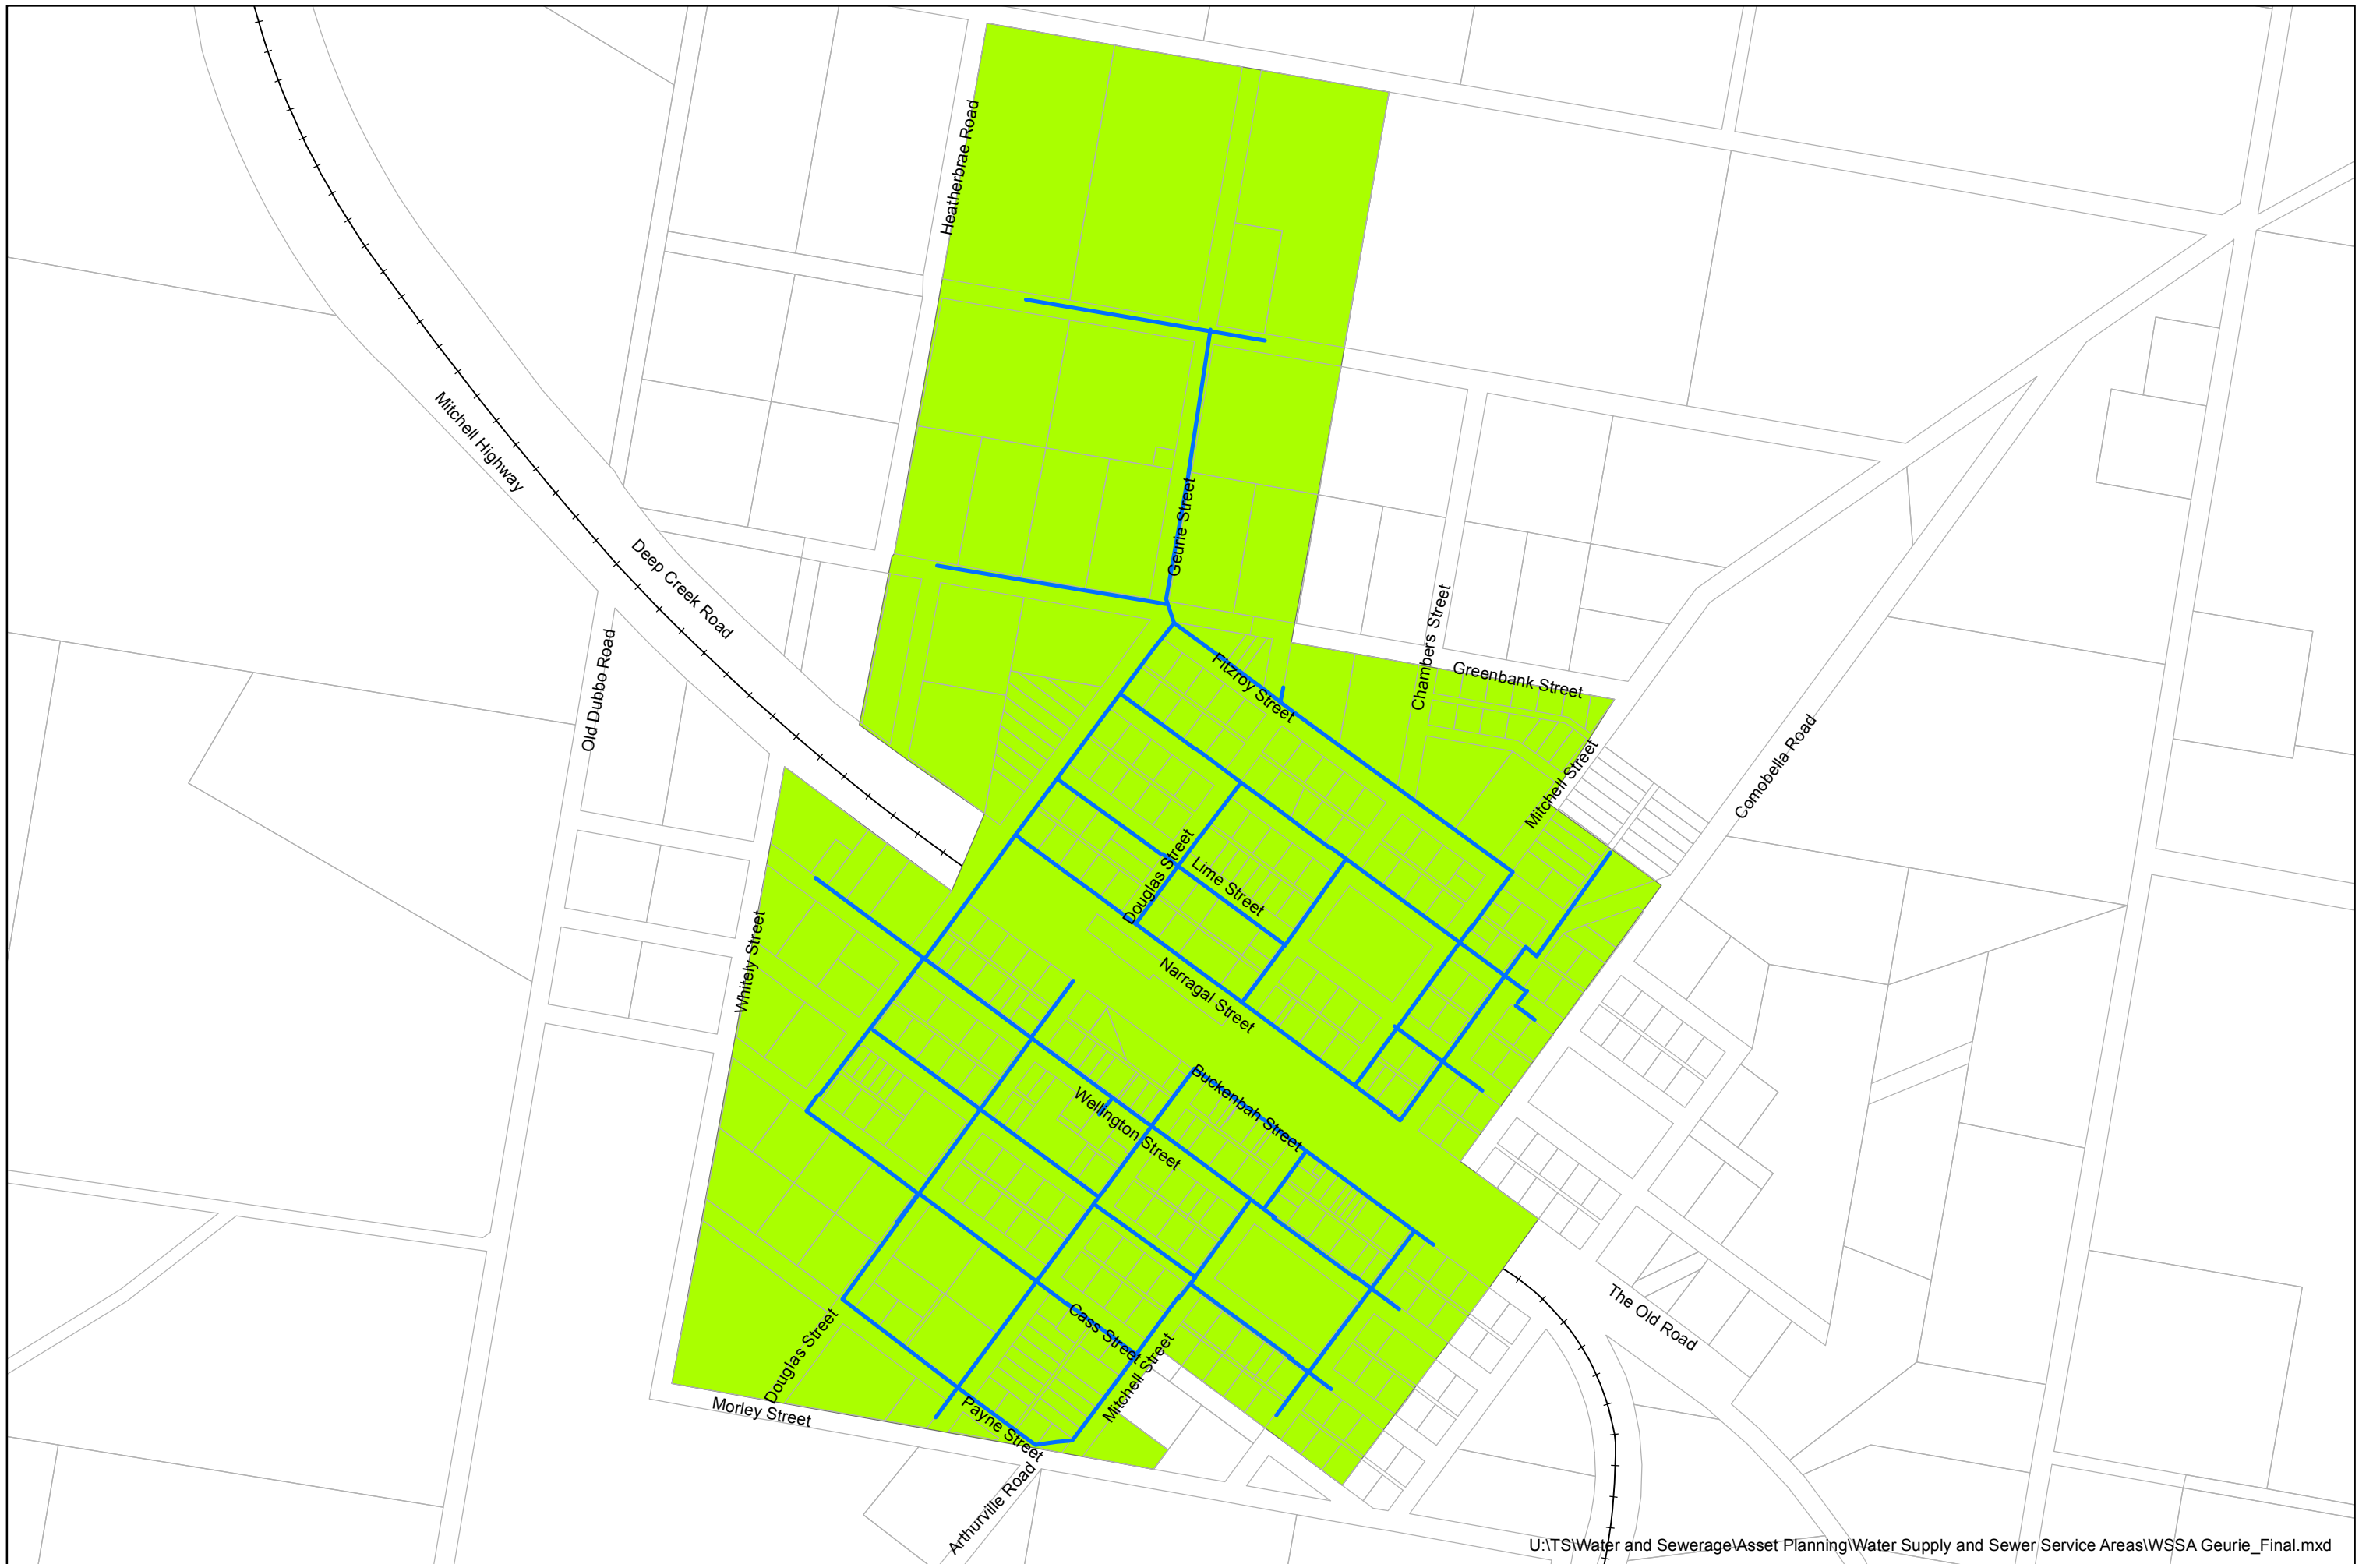 Heatherbrae Road
Mitchell Highway
Deep Creek Road
Geurie Street
Old Dubbo Road
Fitzroy Street
Chambers Street
Greenbank Street
Mitchell Street
Comobella Road
Douglas Street
Lime Street
Whitely Street
Narragal Street
Buckenbah Street
Wellington Street
The Old Road
Cass Street
Douglas Street
Mitchell Street
Morley Street
Payne Street
Arthurville Road
U:\TS\Water and Sewerage\Asset Planning\Water Supply and Sewer Service Areas\WSSA Geurie_Final.mxd